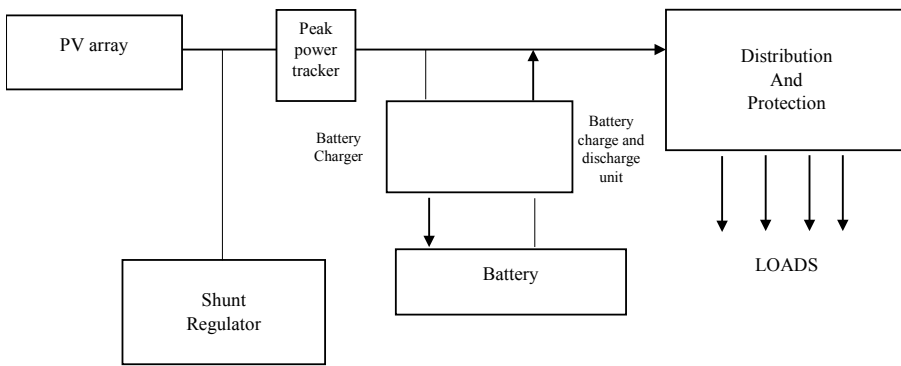 PV array
Peak
power
tracker
Distribution
And
Protection
Battery
Charger
Battery
charge and
discharge
unit
Battery
LOADS
Shunt
Regulator